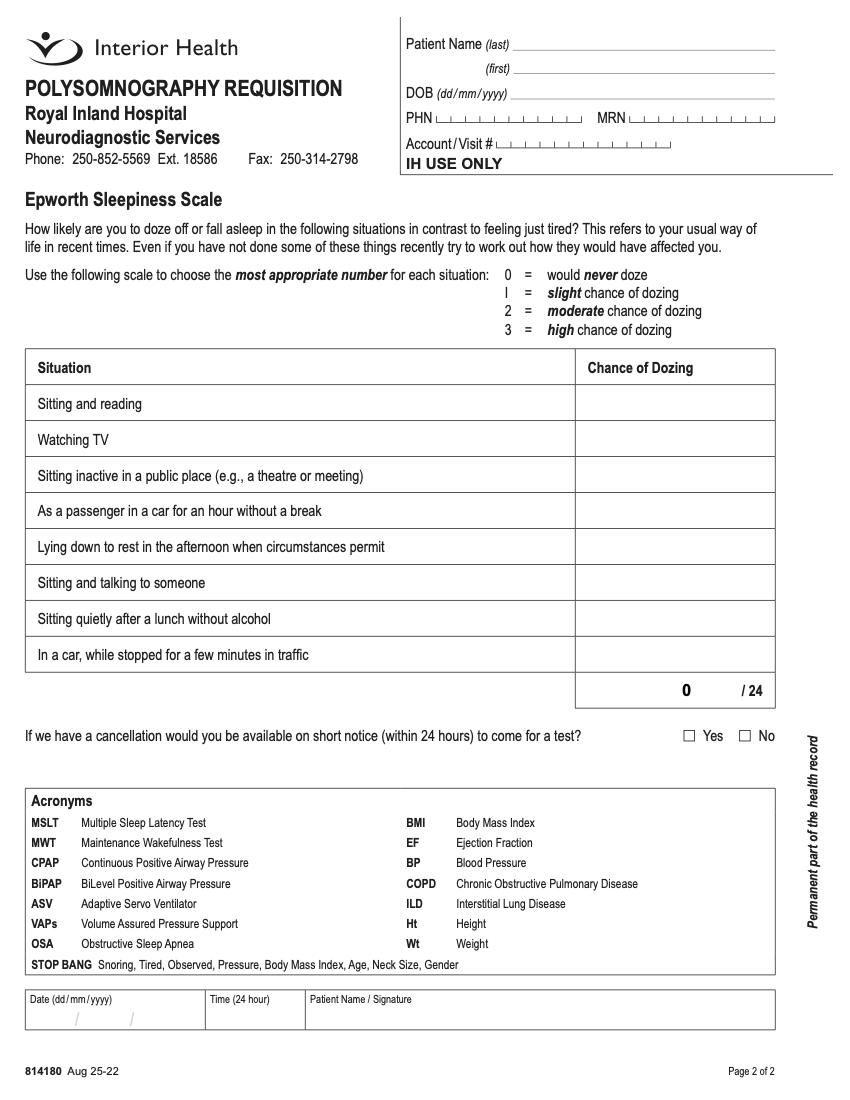 Interior Health
POLYSOMNOGRAPHY REQUISITION
Royal Inland Hospital
Neurodiagnostic Services
Phone: 250-852-5569 Ext. 18586 Fax: 250-314-2798
Patient Name (last)
(first)
DOB (dd/mm/yyyy)
PHN MRN
Account/Visit #
IH USE ONLY
Epworth Sleepiness Scale
How likely are you to doze off or fall asleep in the following situations in contrast to feeling just tired? This refers to your usual way of
life in recent times. Even if you have not done some of these things recently try to work out how they would have affected you.
Use the following scale to choose the most appropriate number for each situation: 0 = would never doze
I = slight chance of dozing
2 = moderate chance of dozing
3 = high chance of dozing
Situation Chance of Dozing
Sitting and reading
Watching TV
Sitting inactive in a public place (e.g., a theatre or meeting)
As a passenger in a car for an hour without a break
Lying down to rest in the afternoon when circumstances permit
Sitting and talking to someone
Sitting quietly after a lunch without alcohol
In a car, while stopped for a few minutes in traffic
0 / 24
If we have a cancellation would you be available on short notice (within 24 hours) to come for a test? ☐ Yes ☐ No
Acronyms
MSLT Multiple Sleep Latency Test BMI Body Mass Index
MWT Maintenance Wakefulness Test EF Ejection Fraction
CPAP Continuous Positive Airway Pressure BP Blood Pressure
BiPAP BiLevel Positive Airway Pressure COPD Chronic Obstructive Pulmonary Disease
ASV Adaptive Servo Ventilator ILD Interstitial Lung Disease
VAPs Volume Assured Pressure Support Ht Height
OSA Obstructive Sleep Apnea Wt Weight
STOP BANG Snoring, Tired, Observed, Pressure, Body Mass Index, Age, Neck Size, Gender
Date (dd/mm/yyyy) Time (24 hour) Patient Name / Signature
/ /
Permanent part of the health record
814180 Aug 25-22 Page 2 of 2